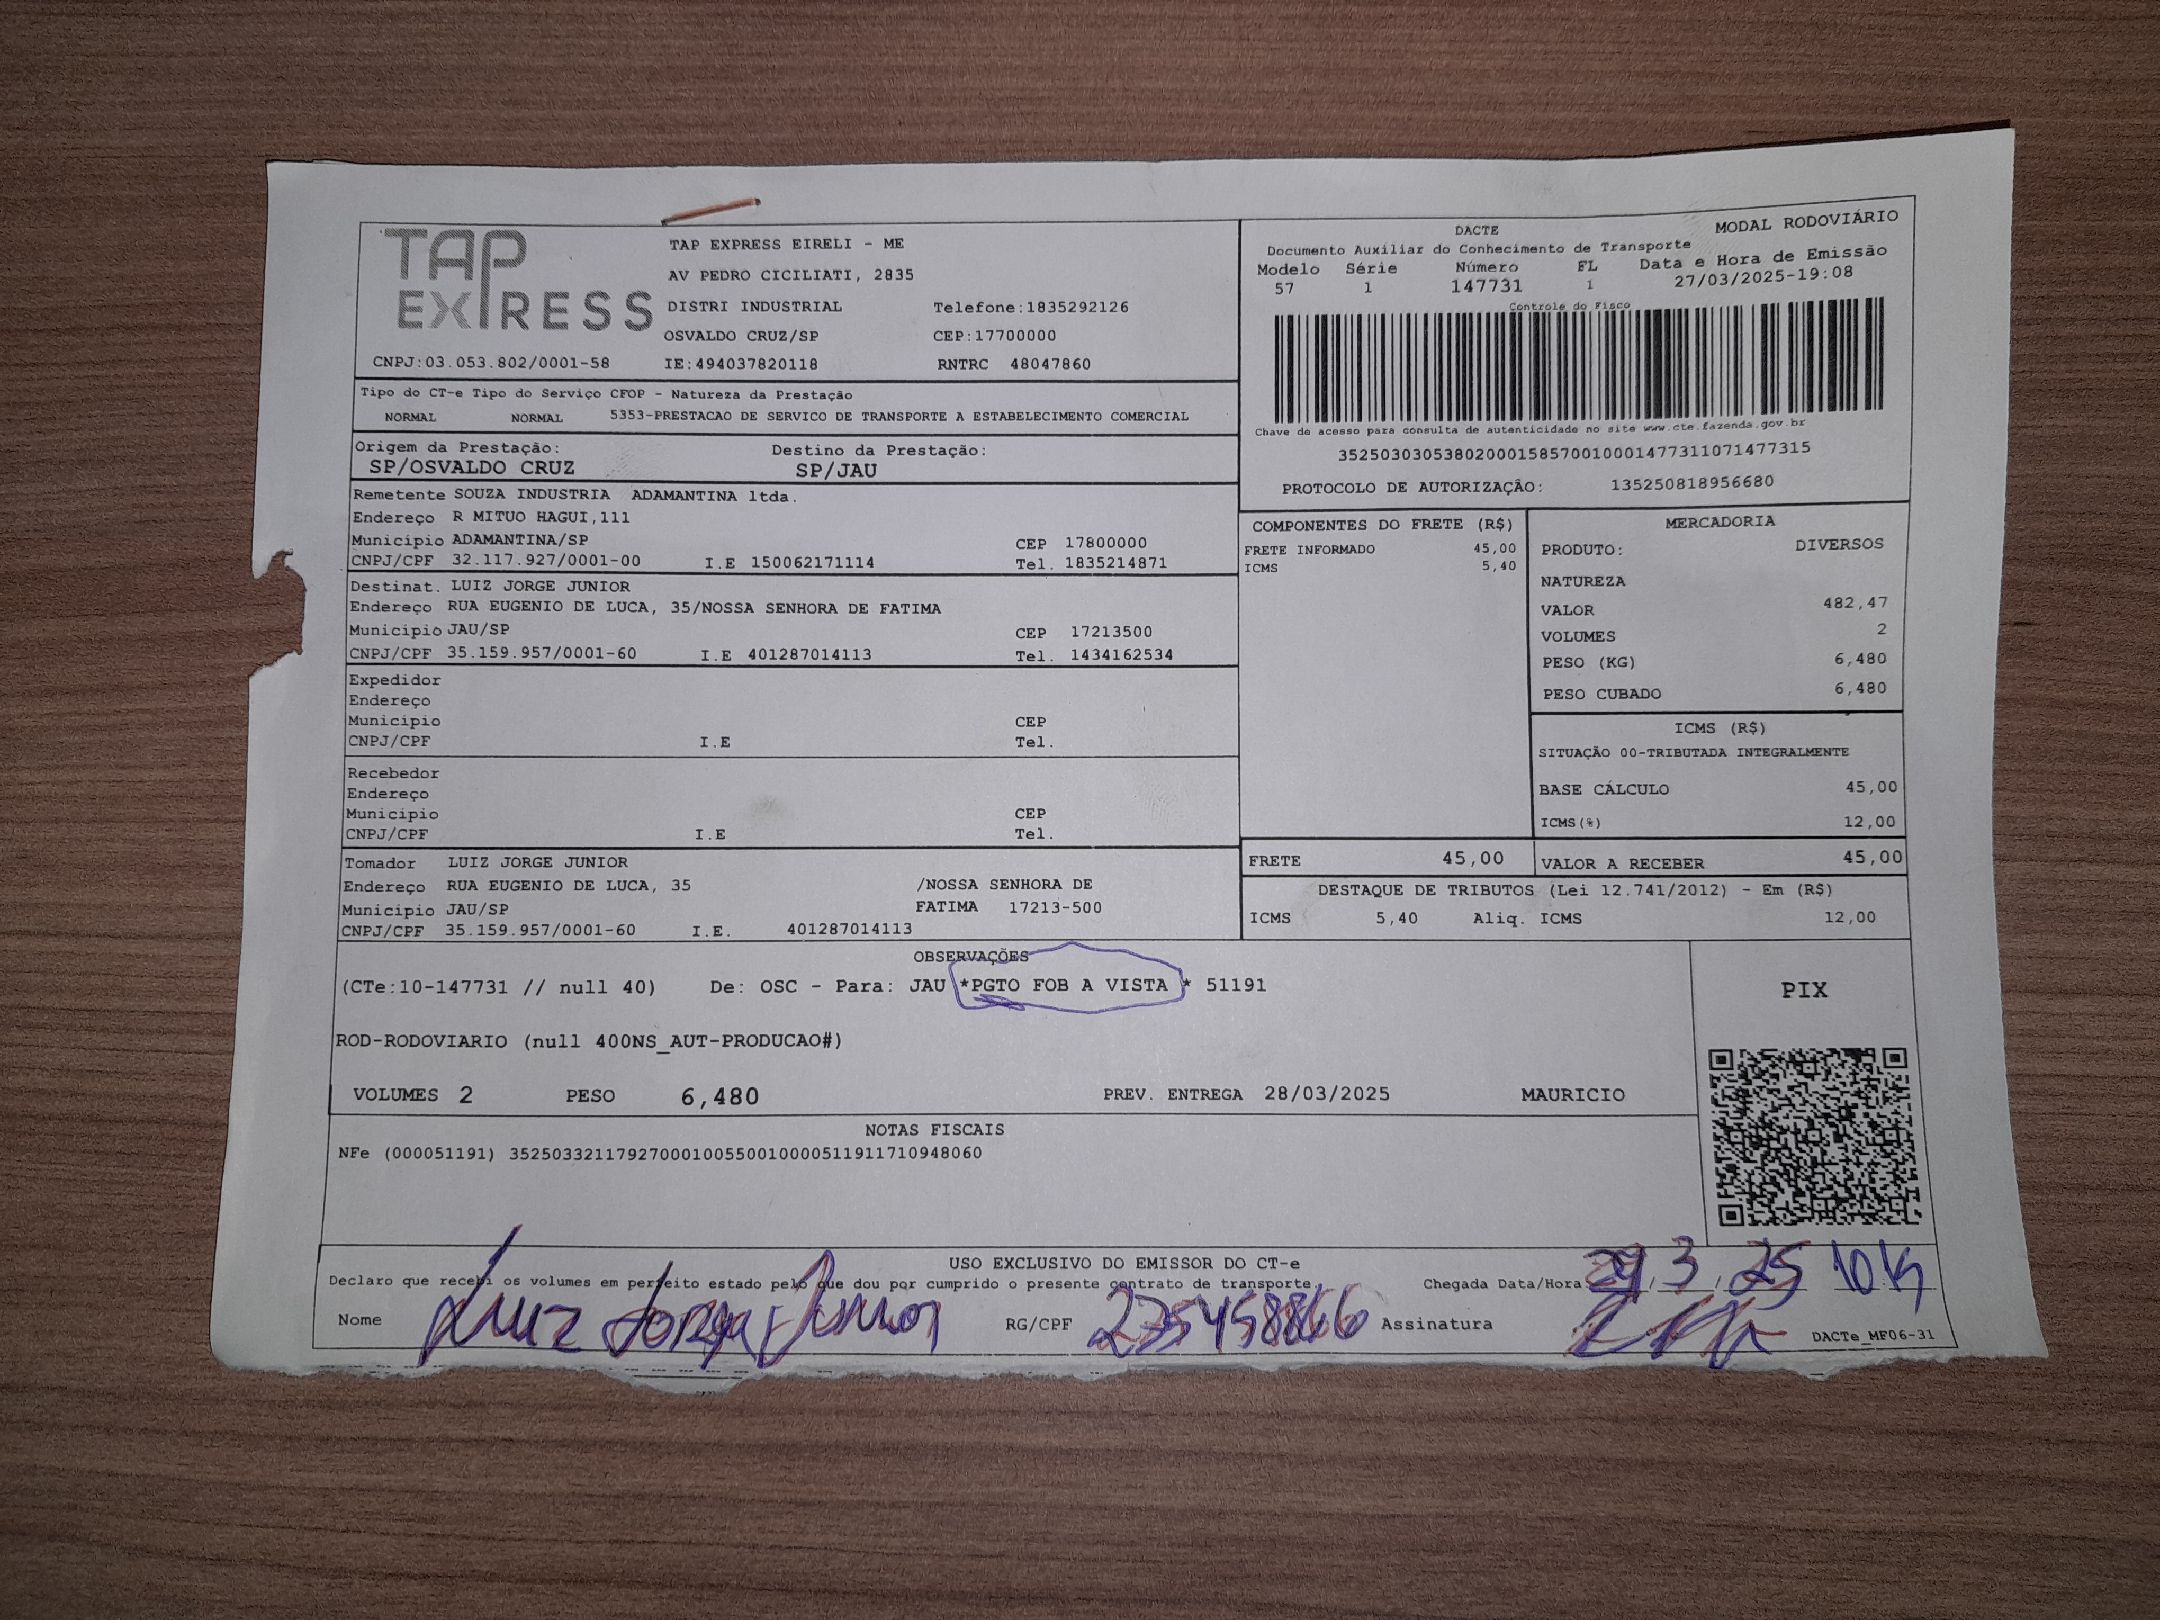 TAP
EXPRESS
TAP EXPRESS EIRELI - ME
AV PEDRO CICILIATI, 2835
DISTRI INDUSTRIAL Telefone:1835292126
OSVALDO CRUZ/SP CEP:17700000
CNPJ:03.053.802/0001-58 IE:494037820118 RNTRC 48047860
DACTE MODAL RODOVIÁRIO
Documento Auxiliar do Conhecimento de Transporte
Modelo Série Número FL Data e Hora de Emissão
57 1 147731 1 27/03/2025-19:08
Controle do Fisco
Chave de acesso para consulta de autenticidade no site www.cte.fazenda.gov.br
35250303053802000158570010001477311071477315
PROTOCOLO DE AUTORIZAÇÃO: 135250818956680
Tipo do CT-e Tipo do Serviço CFOP - Natureza da Prestação
NORMAL NORMAL 5353-PRESTACAO DE SERVICO DE TRANSPORTE A ESTABELECIMENTO COMERCIAL
Origem da Prestação: Destino da Prestação:
SP/OSVALDO CRUZ SP/JAU
Remetente SOUZA INDUSTRIA ADAMANTINA ltda.
Endereço R MITUO HAGUI,111
Municipio ADAMANTINA/SP CEP 17800000
CNPJ/CPF 32.117.927/0001-00 I.E 150062171114 Tel. 1835214871
Destinat. LUIZ JORGE JUNIOR
Endereço RUA EUGENIO DE LUCA, 35/NOSSA SENHORA DE FATIMA
Municipio JAU/SP CEP 17213500
CNPJ/CPF 35.159.957/0001-60 I.E 401287014113 Tel. 1434162534
Expedidor
Endereço
Municipio CEP
CNPJ/CPF I.E Tel.
Recebedor
Endereço
Municipio CEP
CNPJ/CPF I.E Tel.
Tomador LUIZ JORGE JUNIOR
Endereço RUA EUGENIO DE LUCA, 35 /NOSSA SENHORA DE
Municipio JAU/SP FATIMA 17213-500
CNPJ/CPF 35.159.957/0001-60 I.E. 401287014113
COMPONENTES DO FRETE (R$)
FRETE INFORMADO 45,00
ICMS 5,40
MERCADORIA
PRODUTO: DIVERSOS
NATUREZA
VALOR 482,47
VOLUMES 2
PESO (KG) 6,480
PESO CUBADO 6,480
ICMS (R$)
SITUAÇÃO 00-TRIBUTADA INTEGRALMENTE
BASE CÁLCULO 45,00
ICMS(%) 12,00
FRETE 45,00 VALOR A RECEBER 45,00
DESTAQUE DE TRIBUTOS (Lei 12.741/2012) - Em (R$)
ICMS 5,40 Aliq. ICMS 12,00
OBSERVAÇÕES
(CTe:10-147731 // null 40) De: OSC - Para: JAU *PGTO FOB A VISTA * 51191
ROD-RODOVIARIO (null 400NS_AUT-PRODUCAO#)
VOLUMES 2 PESO 6,480 PREV. ENTREGA 28/03/2025 MAURICIO
PIX
NOTAS FISCAIS
NFe (000051191) 35250332117927000100550010000511911710948060
USO EXCLUSIVO DO EMISSOR DO CT-e
Declaro que recebi os volumes em perfeito estado pelo que dou por cumprido o presente contrato de transporte. Chegada Data/Hora 3 25
Nome Luiz Jorge Junior RG/CPF 235458866 Assinatura
DACTe_MF06-31